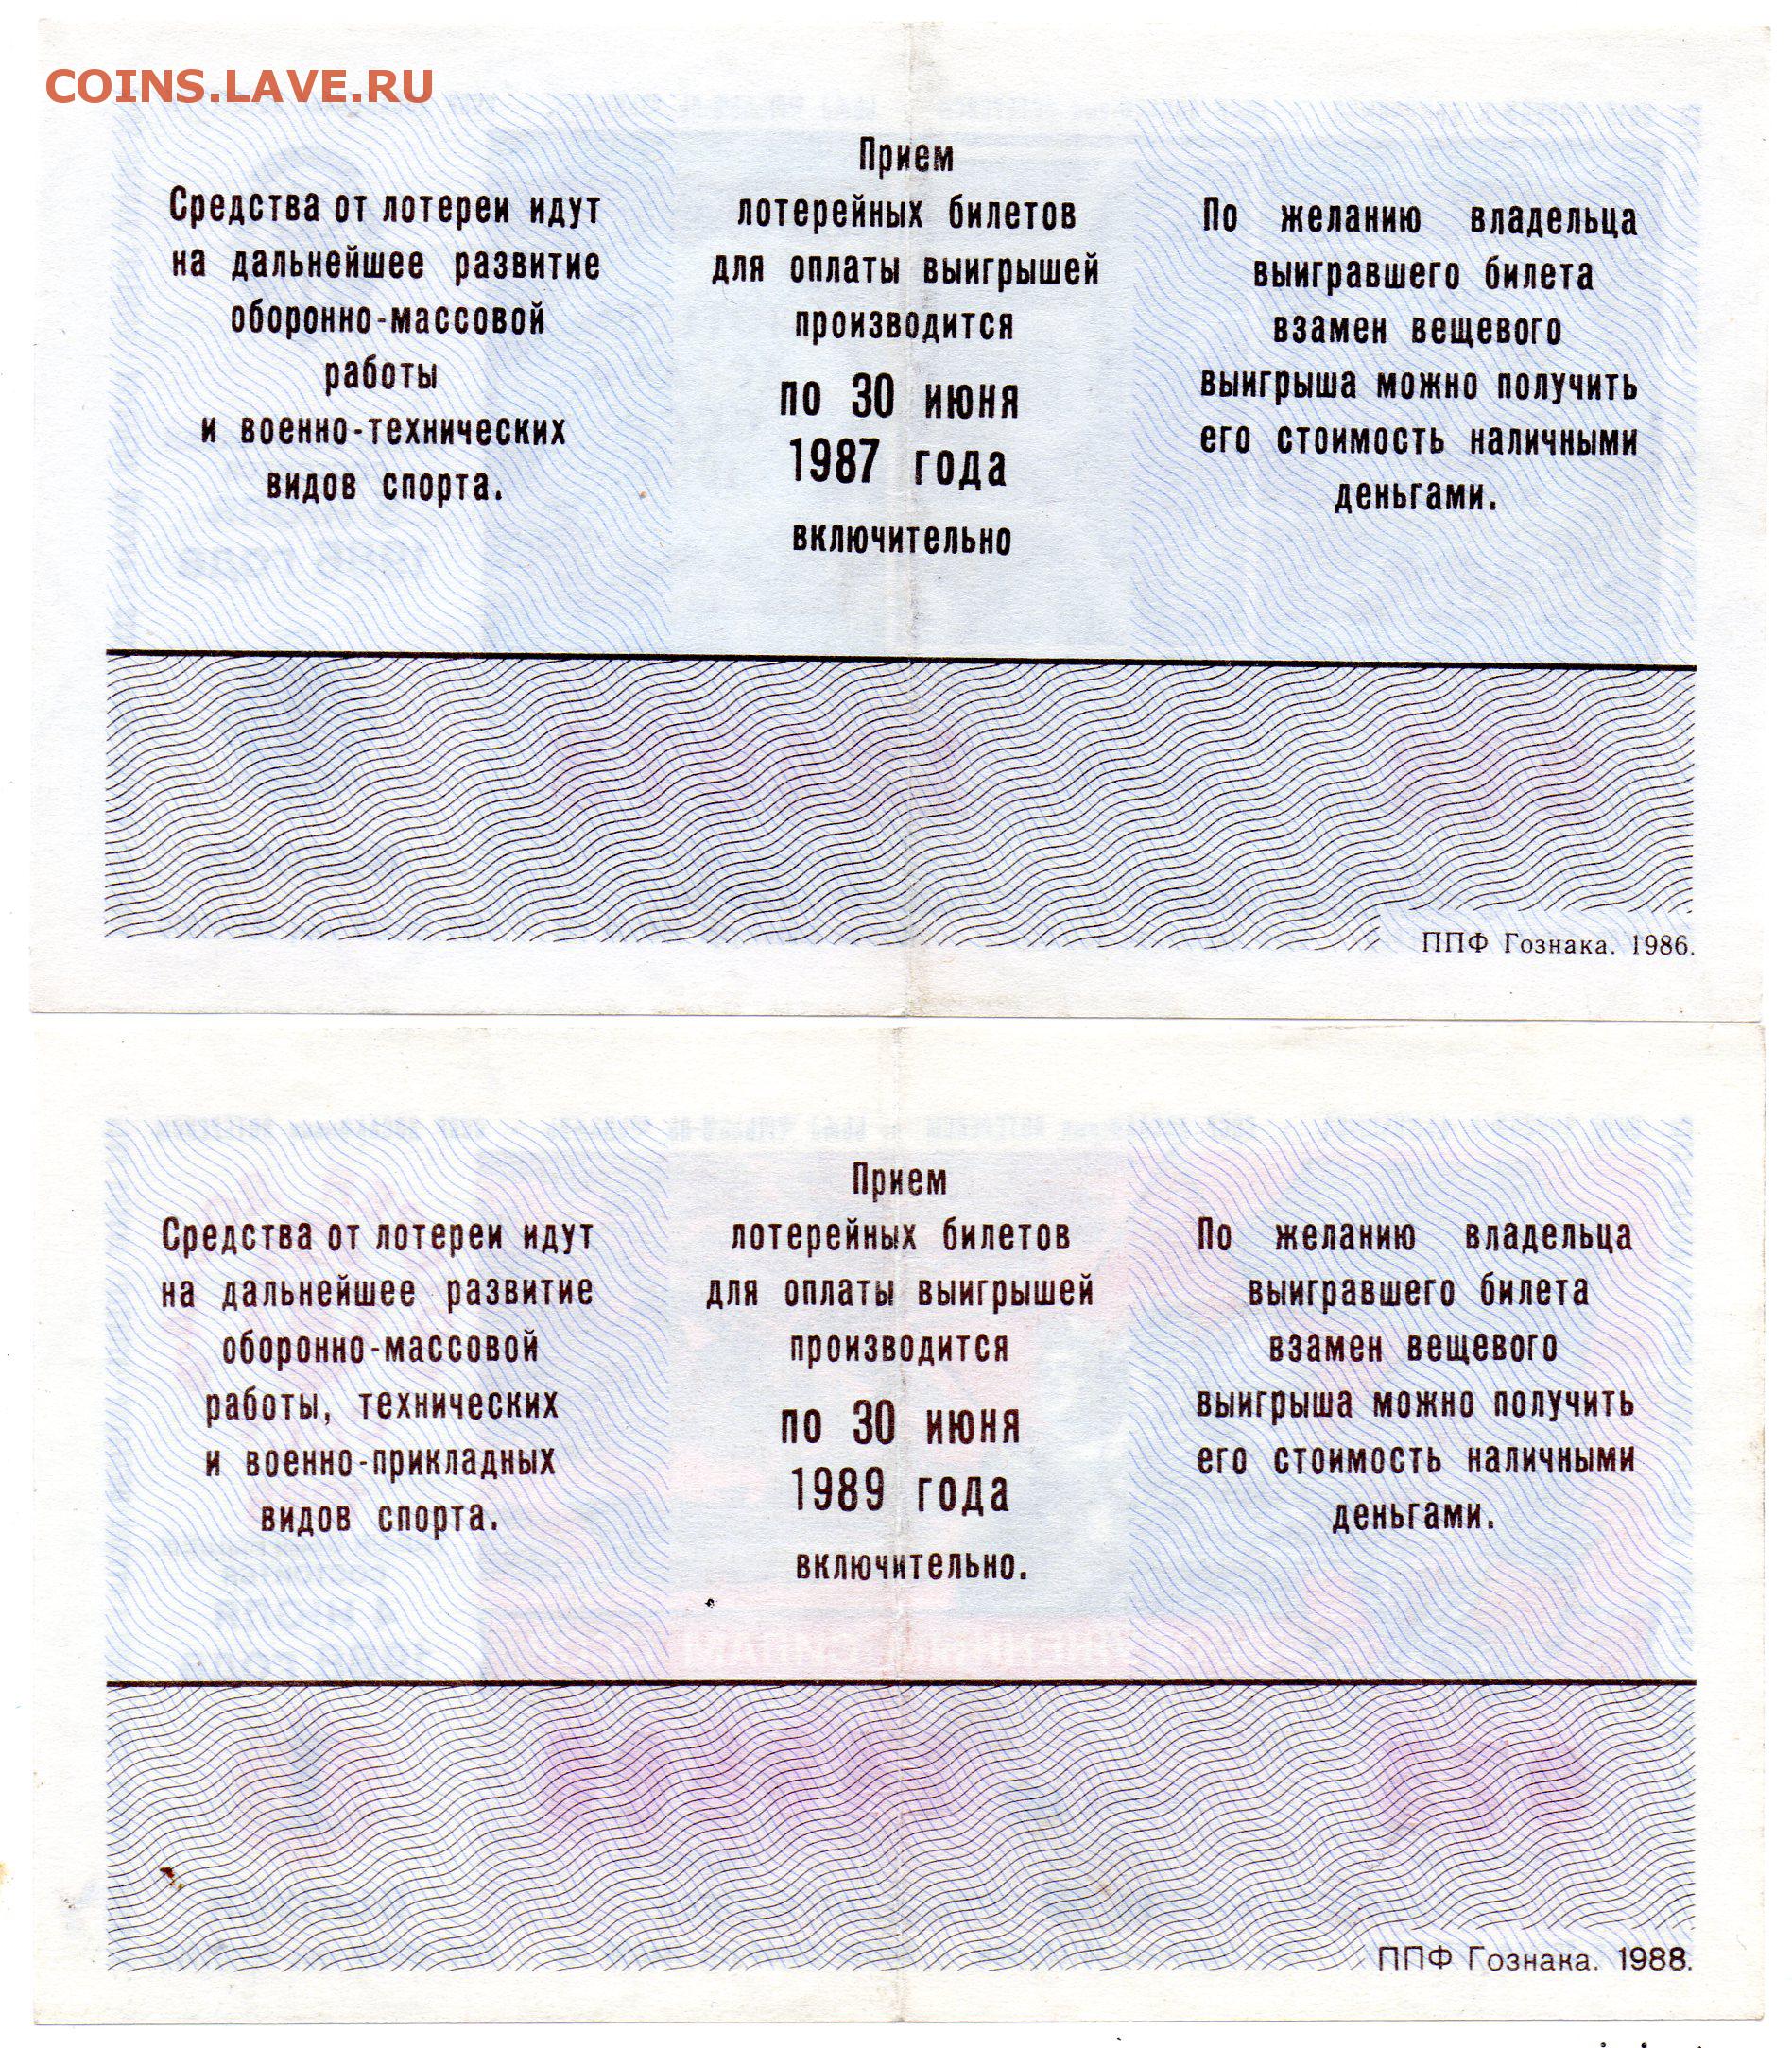 COINS.LAVE.RU
Средства от лотереи идут
на дальнейшее развитие
оборонно-массовой
работы
и военно-технических
видов спорта.
Прием
лотерейных билетов
для оплаты выигрышей
производится
по 30 июня
1987 года
включительно
По желанию владельца
выигравшего билета
взамен вещевого
выигрыша можно получить
его стоимость наличными
деньгами.
ППФ Гознака. 1986.
Средства от лотереи идут
на дальнейшее развитие
оборонно-массовой
работы, технических
и военно-прикладных
видов спорта.
Прием
лотерейных билетов
для оплаты выигрышей
производится
по 30 июня
1989 года
включительно.
По желанию владельца
выигравшего билета
взамен вещевого
выигрыша можно получить
его стоимость наличными
деньгами.
ППФ Гознака. 1988.